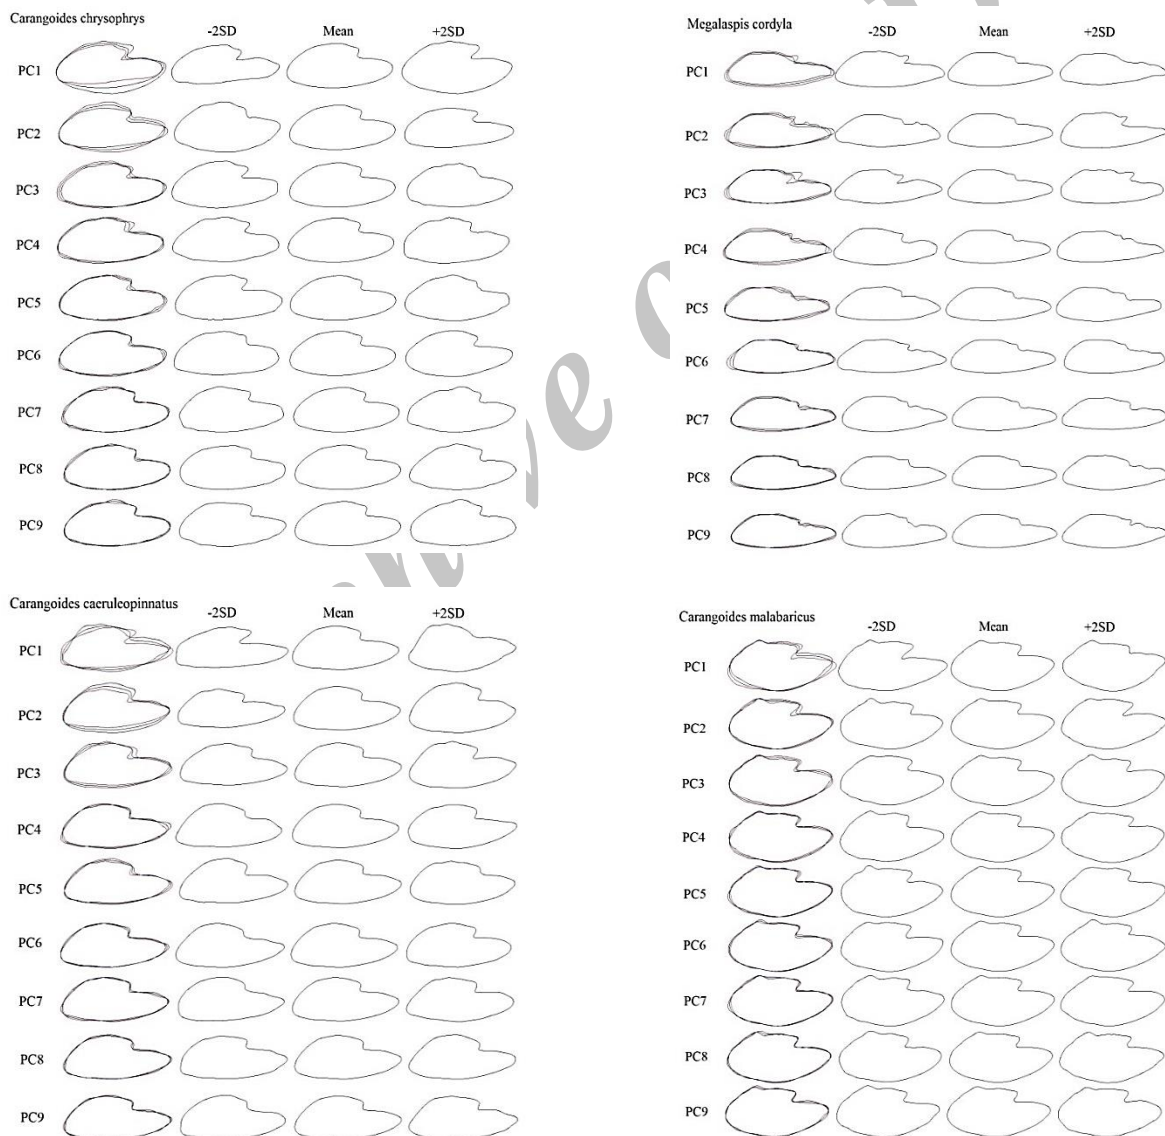 Carangoides chrysophrys
-2SD Mean +2SD
PC1
PC2
PC3
PC4
PC5
PC6
PC7
PC8
PC9
Megalaspis cordyla
-2SD Mean +2SD
PC1
PC2
PC3
PC4
PC5
PC6
PC7
PC8
PC9
Carangoides caeruleopinnatus
-2SD Mean +2SD
PC1
PC2
PC3
PC4
PC5
PC6
PC7
PC8
PC9
Carangoides malabaricus
-2SD Mean +2SD
PC1
PC2
PC3
PC4
PC5
PC6
PC7
PC8
PC9